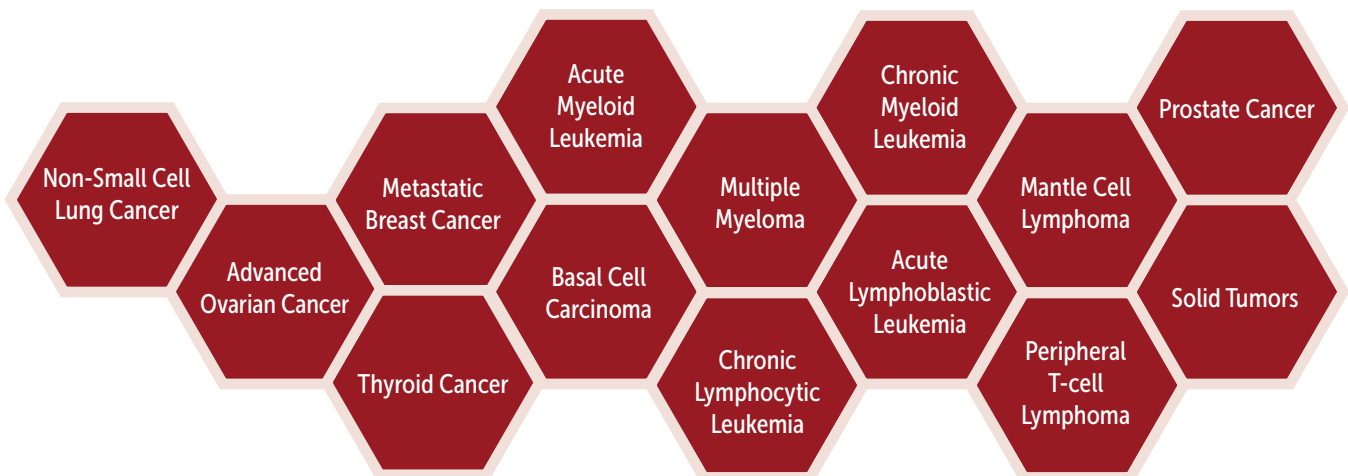 Non-Small Cell
Lung Cancer
Advanced
Ovarian Cancer
Metastatic
Breast Cancer
Thyroid Cancer
Acute
Myeloid
Leukemia
Basal Cell
Carcinoma
Multiple
Myeloma
Chronic
Lymphocytic
Leukemia
Chronic
Myeloid
Leukemia
Acute
Lymphoblastic
Leukemia
Mantle Cell
Lymphoma
Peripheral
T-cell
Lymphoma
Prostate Cancer
Solid Tumors